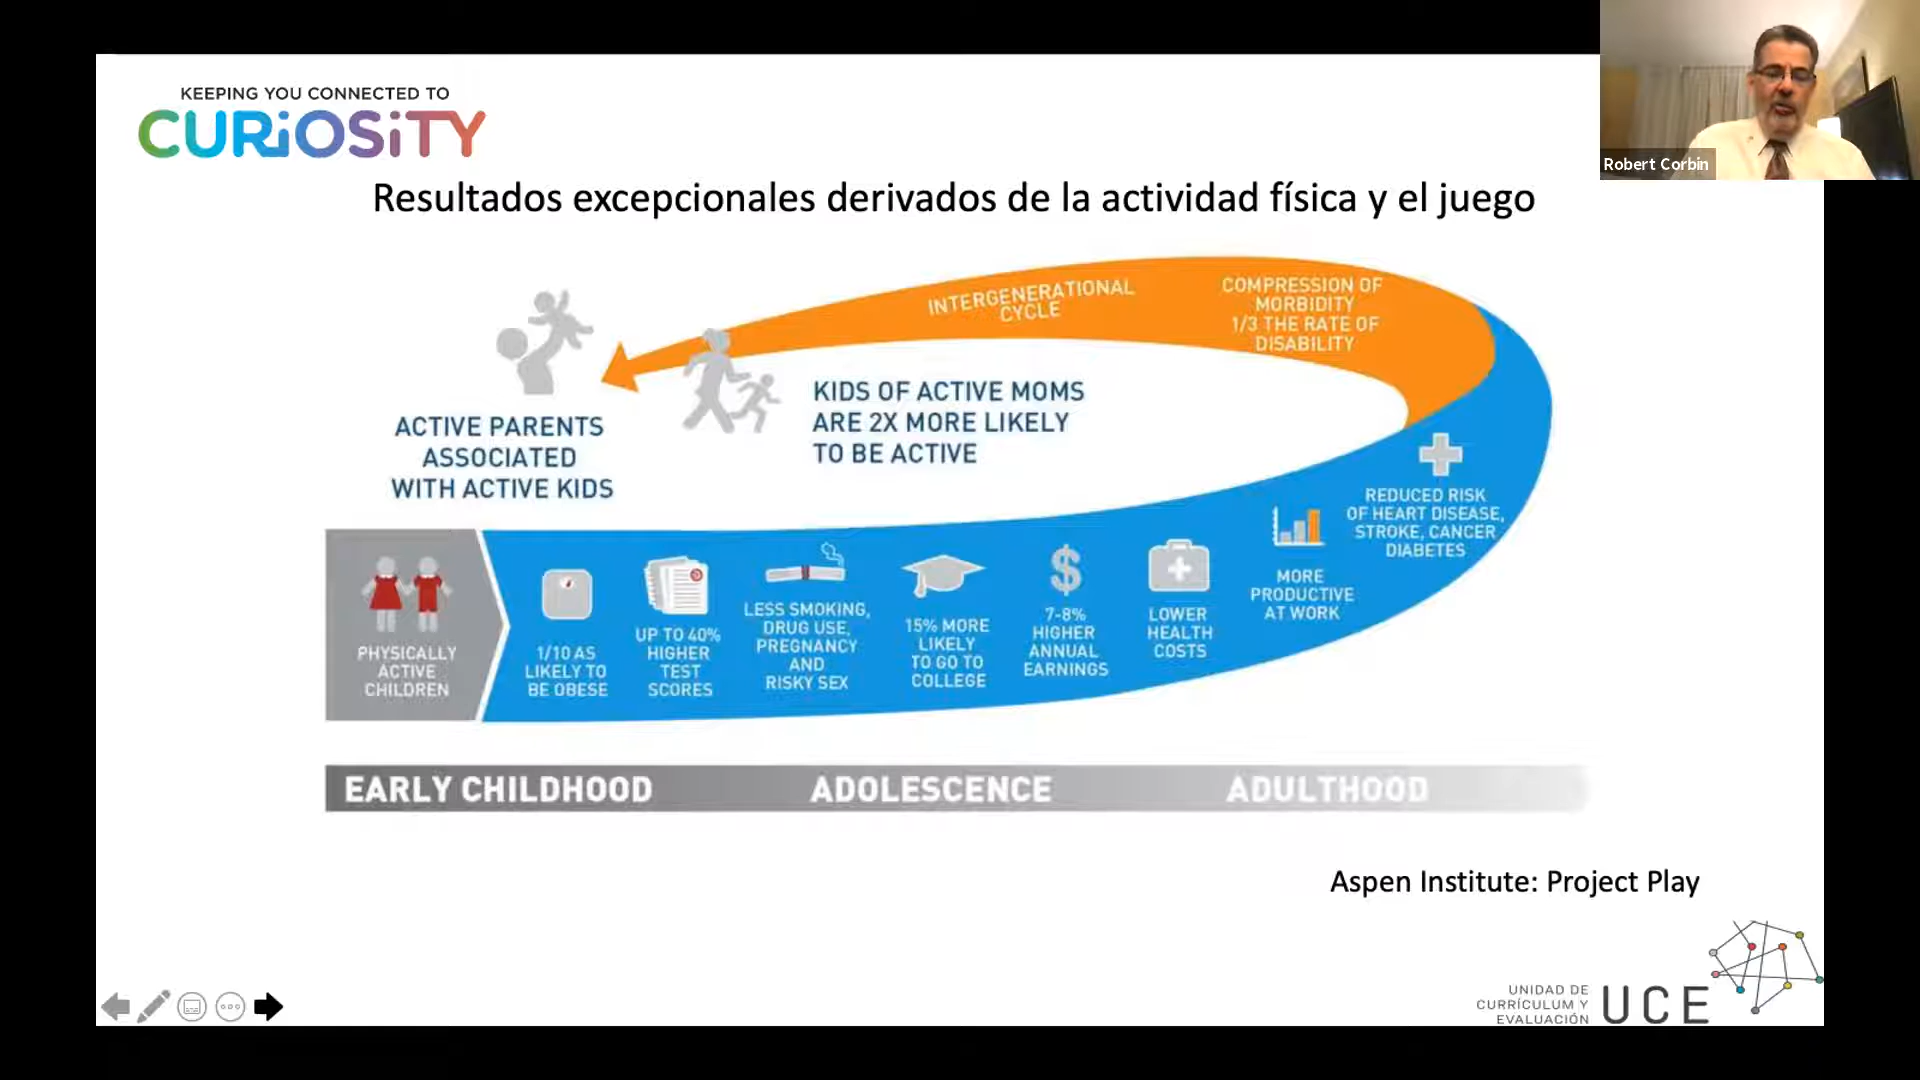 KEEPING YOU CONNECTED TO
CURiOSiTY
Robert Corbin
Resultados excepcionales derivados de la actividad física y el juego
INTERGENERATIONAL
CYCLE
COMPRESSION OF
MORBIDITY
1/3 THE RATE OF
DISABILITY
ACTIVE PARENTS
ASSOCIATED
WITH ACTIVE KIDS
KIDS OF ACTIVE MOMS
ARE 2X MORE LIKELY
TO BE ACTIVE
PHYSICALLY
ACTIVE
CHILDREN
1/10 AS
LIKELY TO
BE OBESE
UP TO 40%
HIGHER
TEST
SCORES
LESS SMOKING,
DRUG USE,
PREGNANCY
AND
RISKY SEX
15% MORE
LIKELY
TO GO TO
COLLEGE
$
7-8%
HIGHER
ANNUAL
EARNINGS
LOWER
HEALTH
COSTS
MORE
PRODUCTIVE
AT WORK
REDUCED RISK
OF HEART DISEASE,
STROKE, CANCER,
DIABETES
EARLY CHILDHOOD
ADOLESCENCE
ADULTHOOD
Aspen Institute: Project Play
UNIDAD DE
CURRÍCULUM Y
EVALUACIÓN
UCE